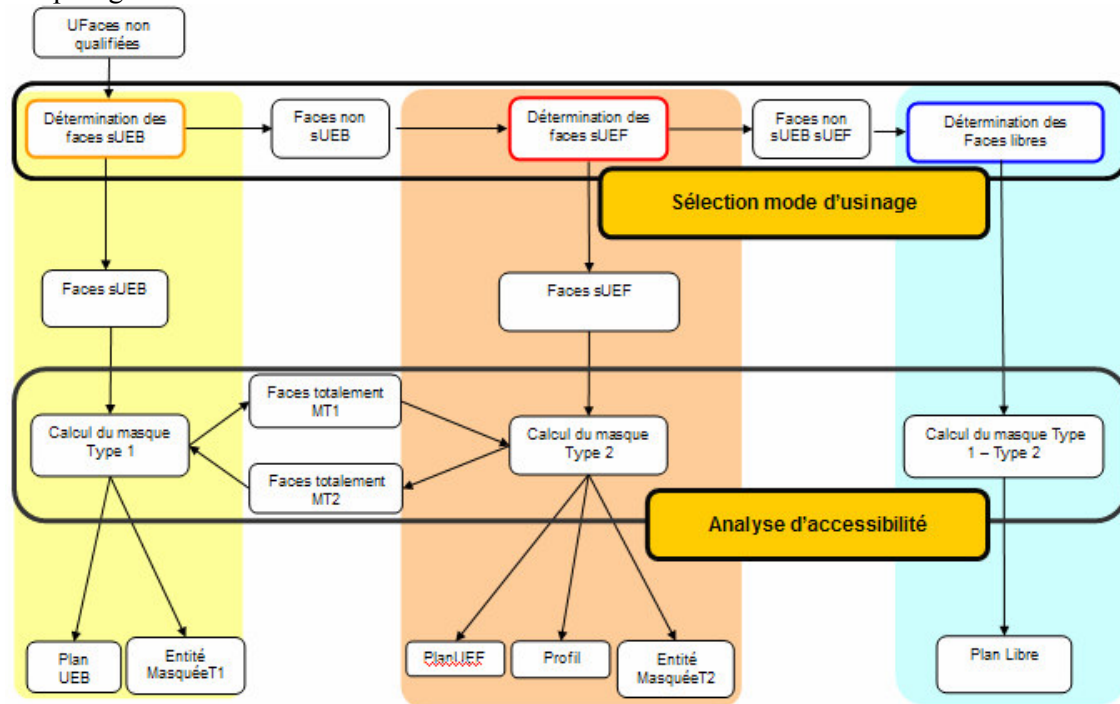 UFaces non
qualifiées
Détermination des
faces sUEB
Faces non
sUEB
Détermination des
faces sUEF
Faces non
sUEB sUEF
Détermination des
Faces libres
Sélection mode d'usinage
Faces sUEB
Faces sUEF
Faces totalement
MT1
Calcul du masque
Type 1
Calcul du masque
Type 2
Calcul du masque Type
1 – Type 2
Faces totalement
MT2
Analyse d'accessibilité
Plan
UEB
Entité
MasquéeT1
PlanUEF
Profil
Entité
MasquéeT2
Plan Libre